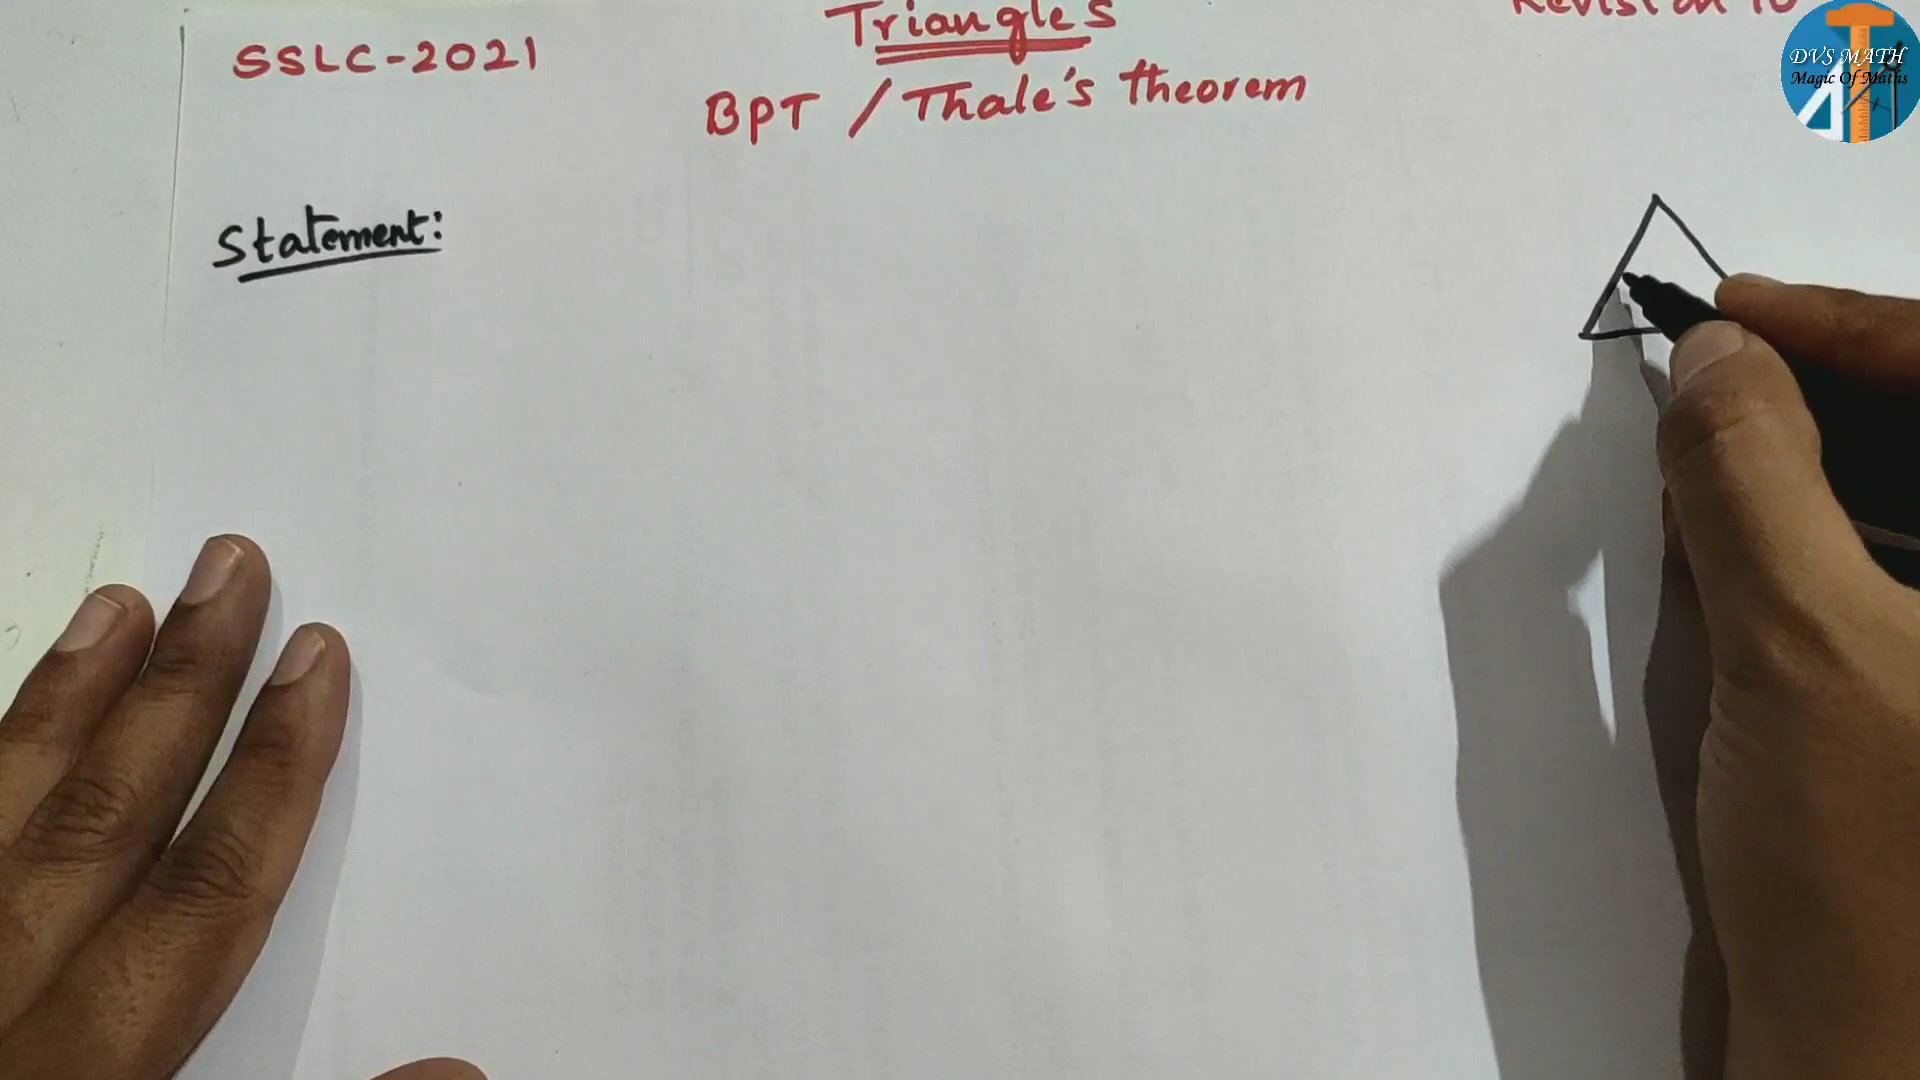 Triangles
SSLC-2021
BPT / Thale's theorem
Statement:
DVS MATH
Magic Of Maths